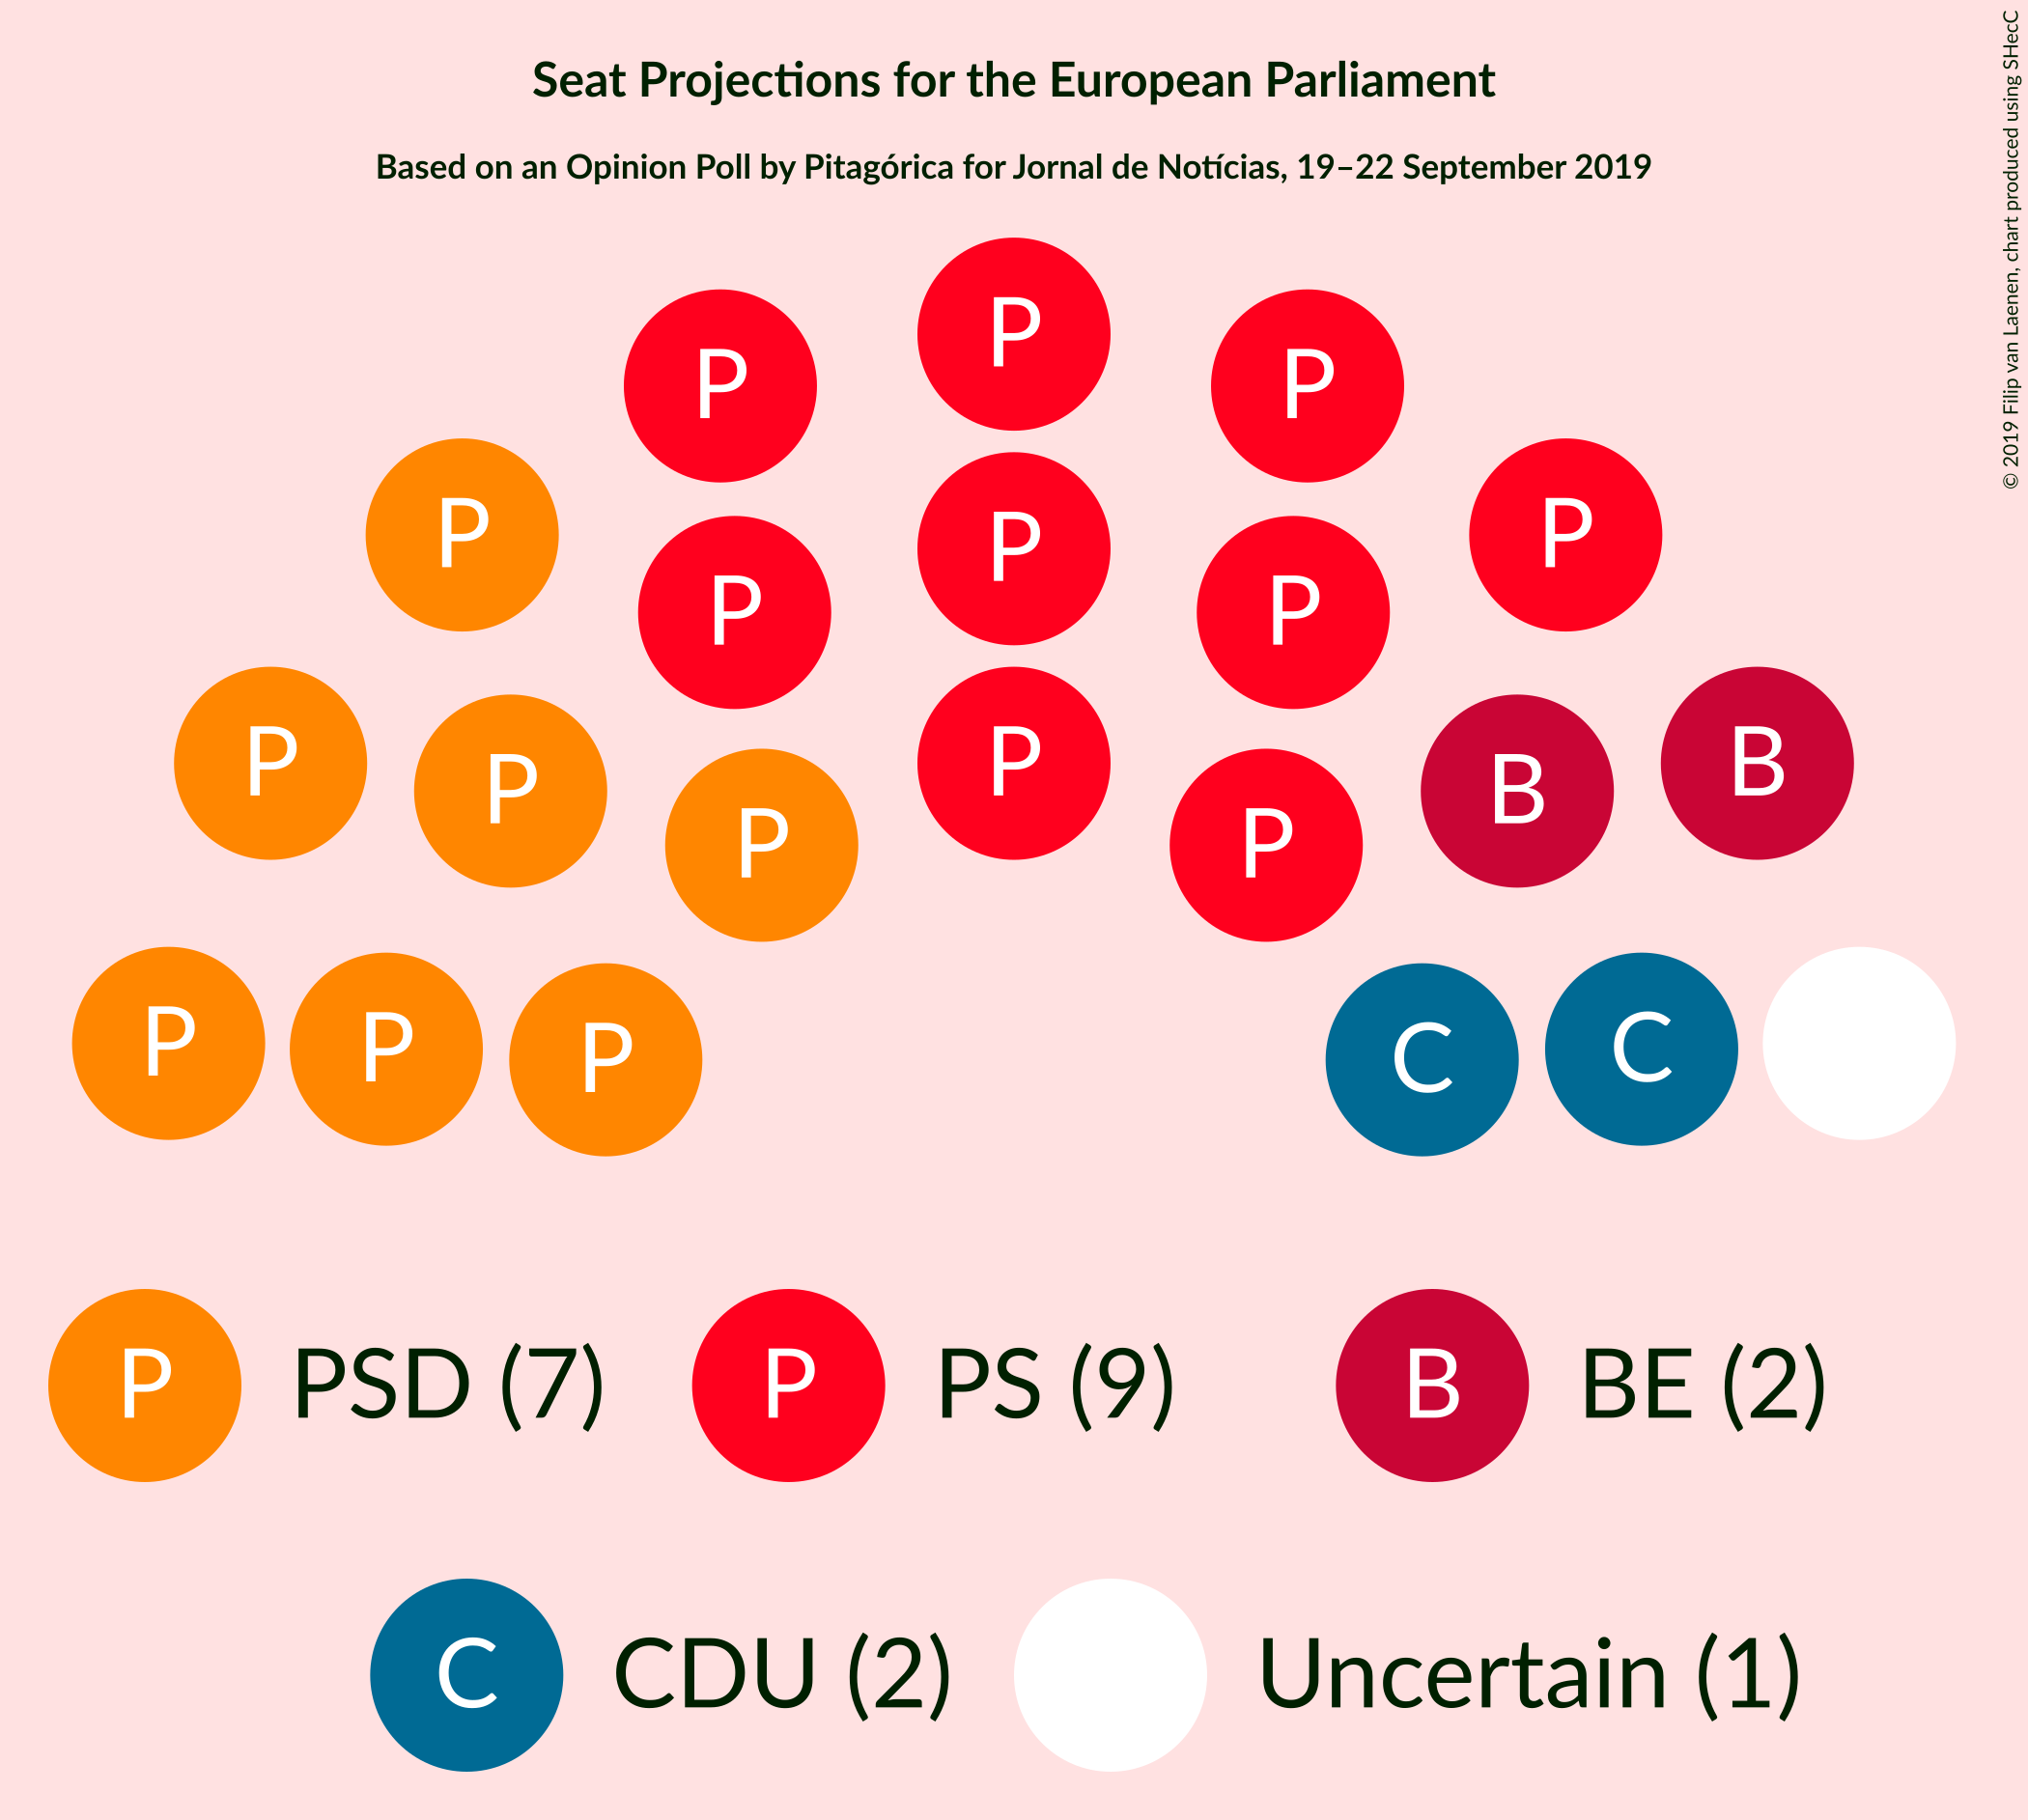 Seat Projections for the European Parliament
Based on an Opinion Poll by Pitagórica for Jornal de Notícias, 19–22 September 2019
© 2019 Filip van Laenen, chart produced using SHecC
P
P P
P P
P
P P
P P
B B
P P
P P
P P
C C
P
P PSD (7) P PS (9) B BE (2)
C CDU (2) Uncertain (1)